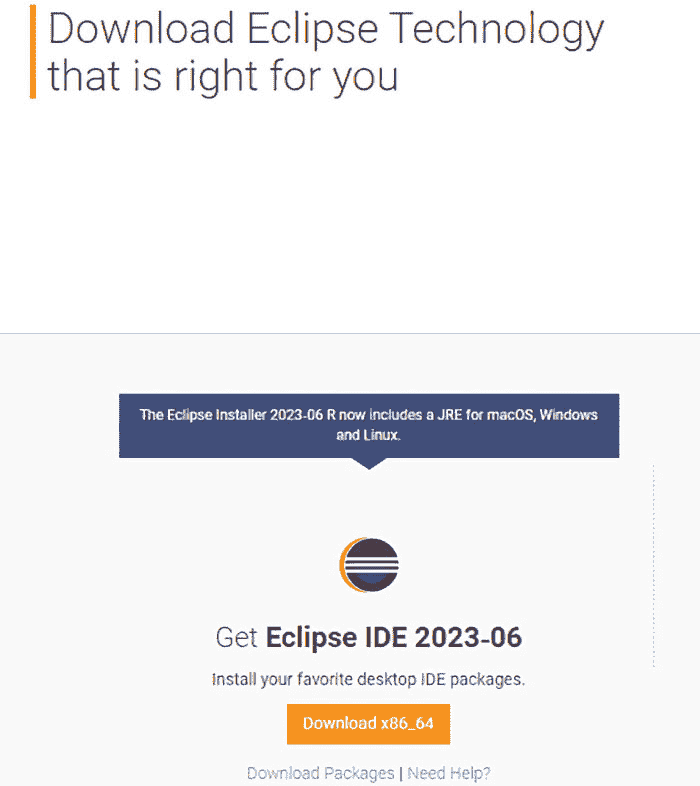 Download Eclipse Technology
that is right for you
The Eclipse Installer 2023-06 R now includes a JRE for macOS, Windows
and Linux.
Get Eclipse IDE 2023-06
Install your favorite desktop IDE packages.
Download x86_64
Download Packages | Need Help?